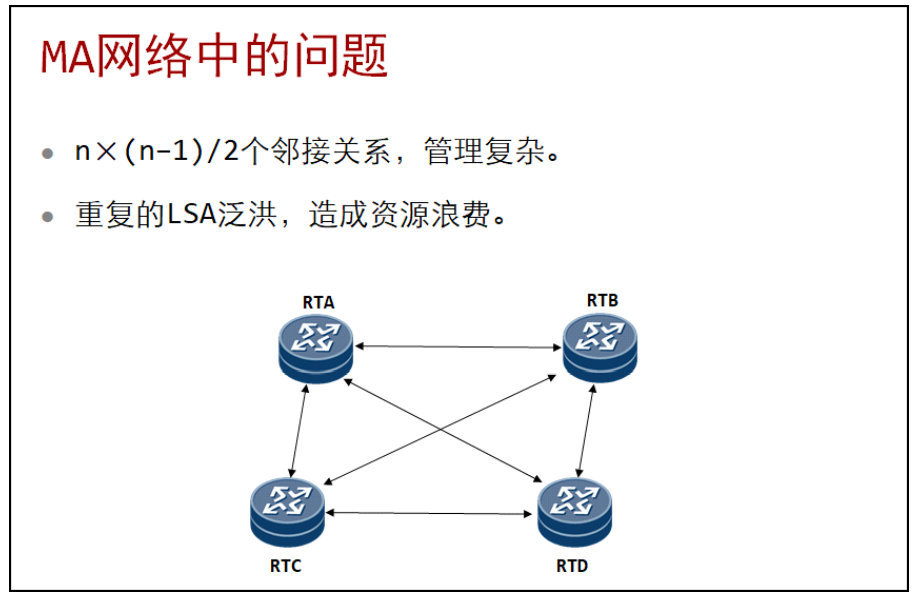 MA网络中的问题
● n×(n-1)/2个邻接关系，管理复杂。
● 重复的LSA泛洪，造成资源浪费。
RTA
RTB
RTC
RTD